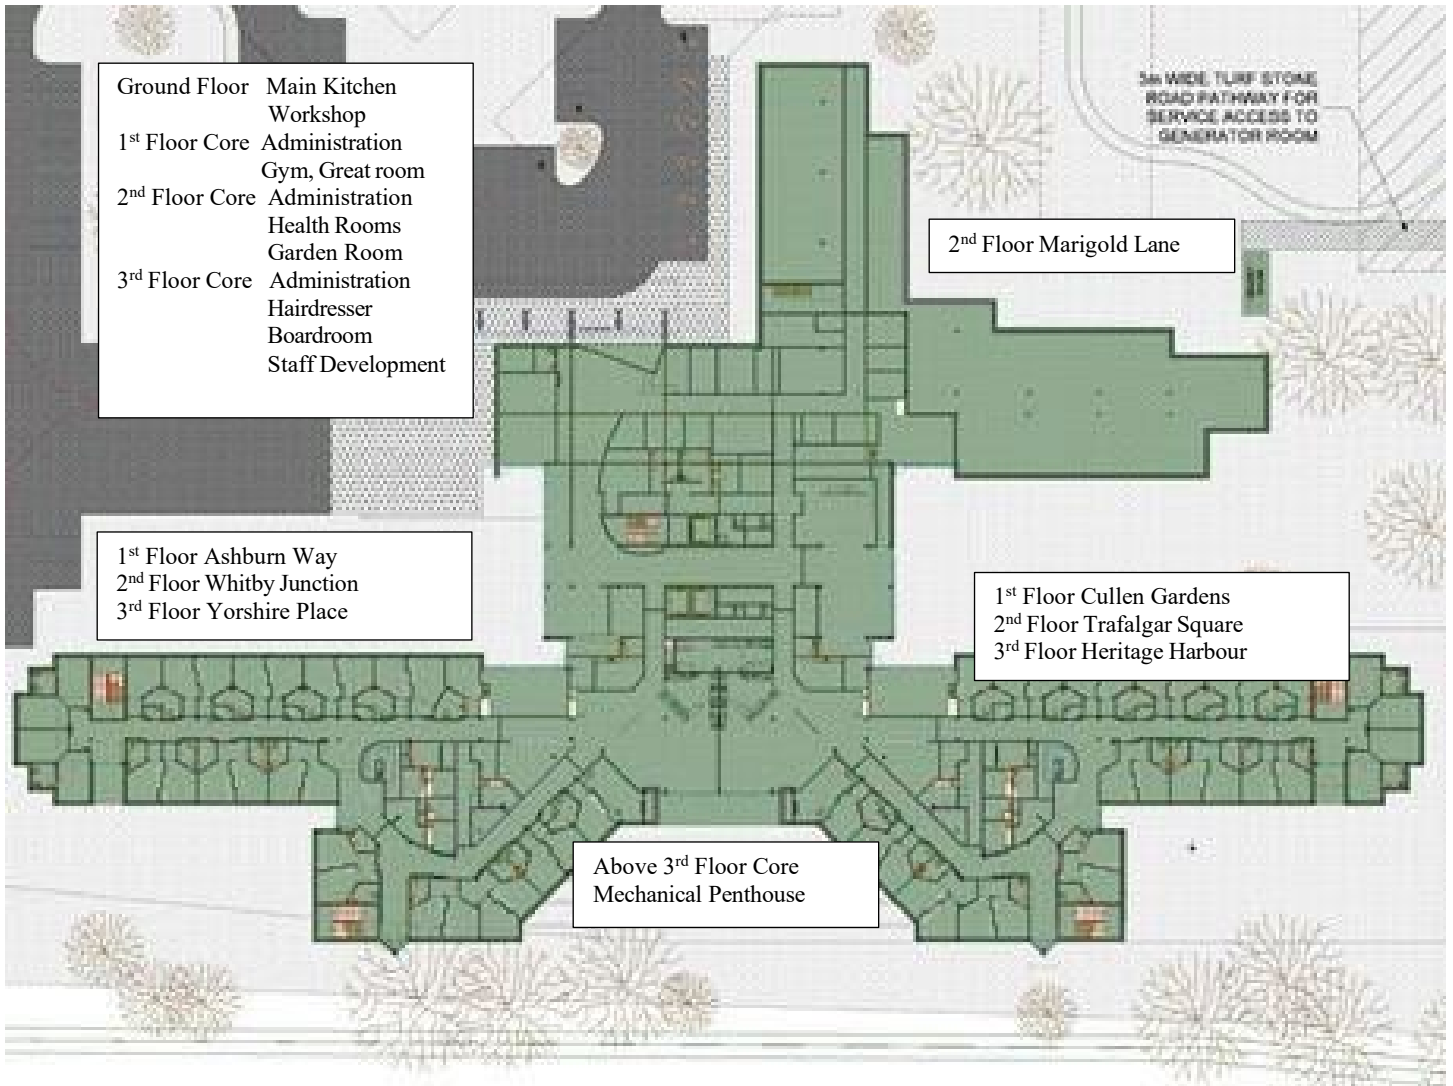 Ground Floor Main Kitchen
Workshop
1st Floor Core Administration
Gym, Great room
2nd Floor Core Administration
Health Rooms
Garden Room
3rd Floor Core Administration
Hairdresser
Boardroom
Staff Development
5m WIDE TURF STONE
ROAD PATHWAY FOR
SERVICE ACCESS TO
GENERATOR ROOM
2nd Floor Marigold Lane
1st Floor Ashburn Way
2nd Floor Whitby Junction
3rd Floor Yorshire Place
1st Floor Cullen Gardens
2nd Floor Trafalgar Square
3rd Floor Heritage Harbour
Above 3rd Floor Core
Mechanical Penthouse